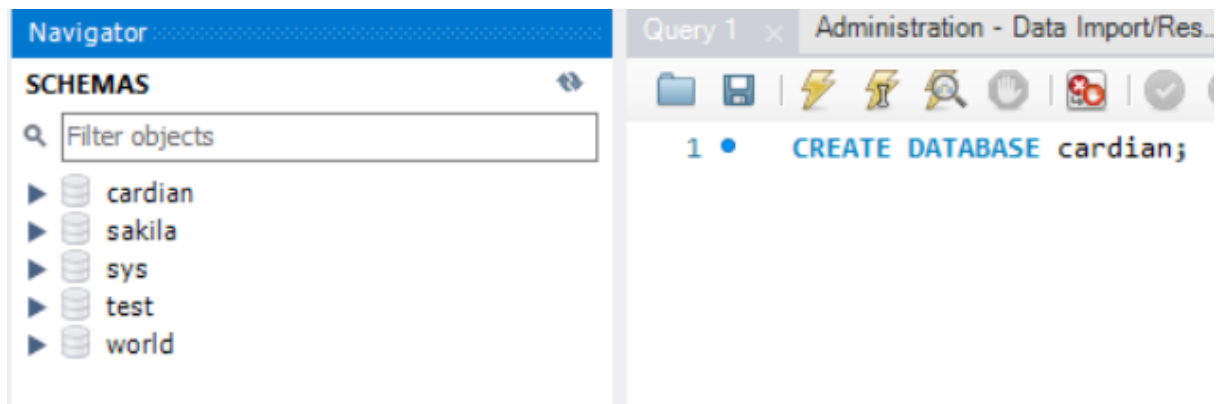 Navigator
SCHEMAS
Filter objects
cardian
sakila
sys
test
world
Query 1 × Administration - Data Import/Res...
1 CREATE DATABASE cardian;